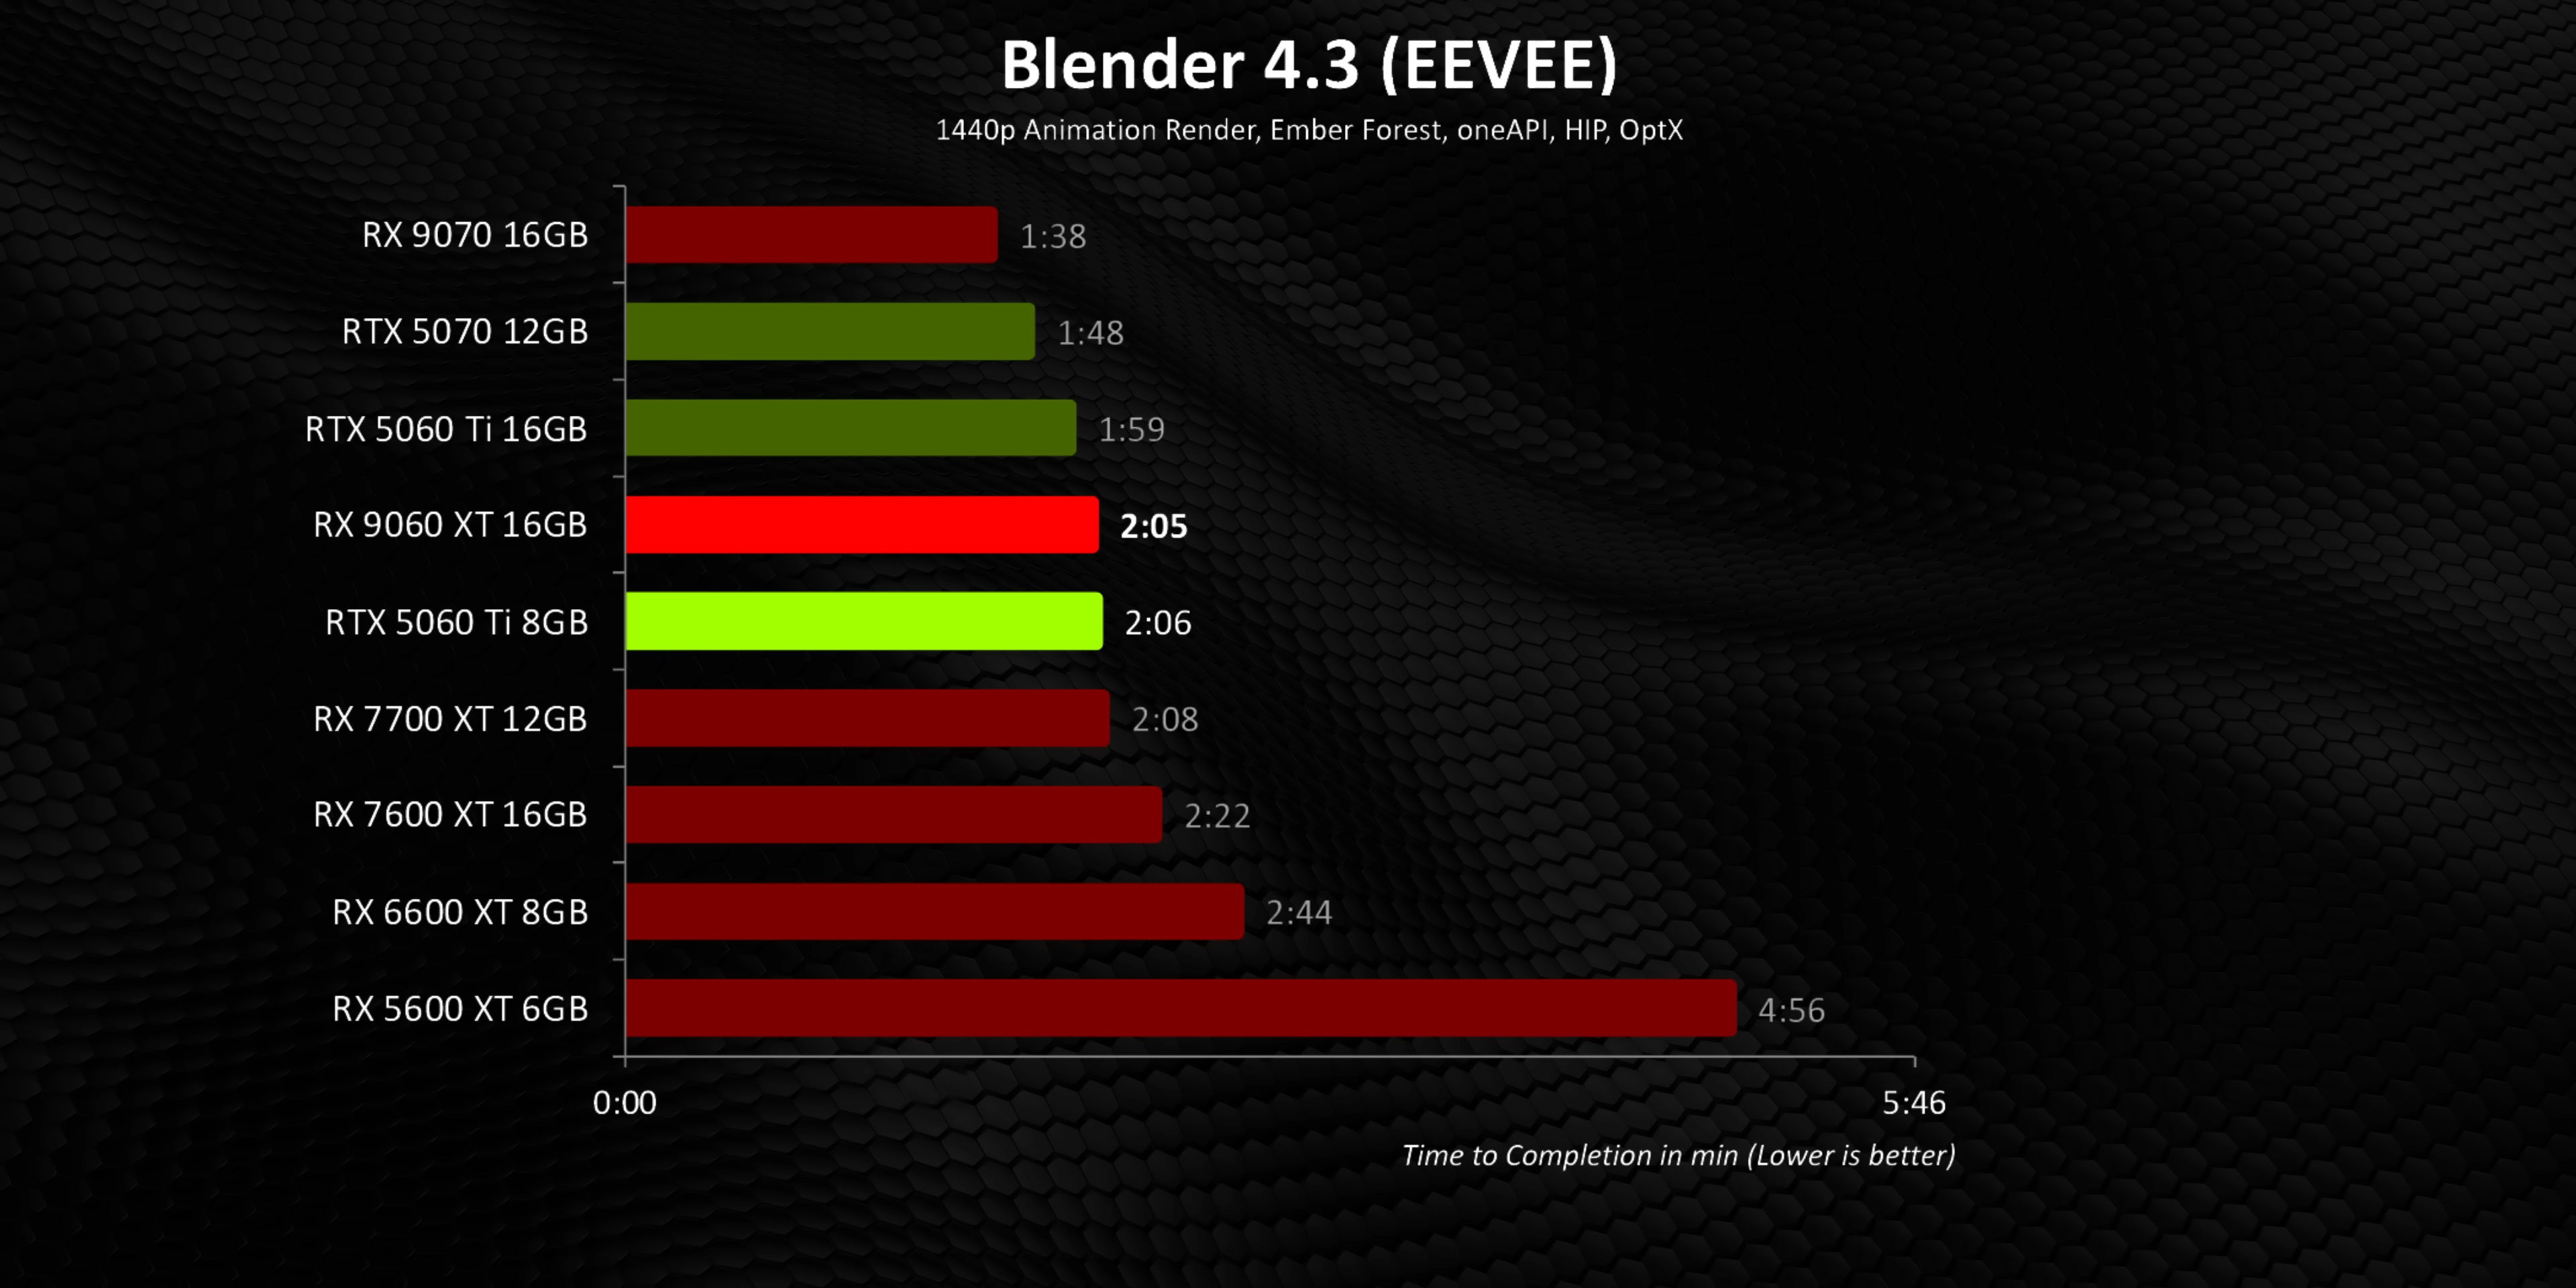 Blender 4.3 (EEVEE)
1440p Animation Render, Ember Forest, oneAPI, HIP, OptX
RX 9070 16GB 1:38
RTX 5070 12GB 1:48
RTX 5060 Ti 16GB 1:59
RX 9060 XT 16GB 2:05
RTX 5060 Ti 8GB 2:06
RX 7700 XT 12GB 2:08
RX 7600 XT 16GB 2:22
RX 6600 XT 8GB 2:44
RX 5600 XT 6GB 4:56
0:00 5:46
Time to Completion in min (Lower is better)